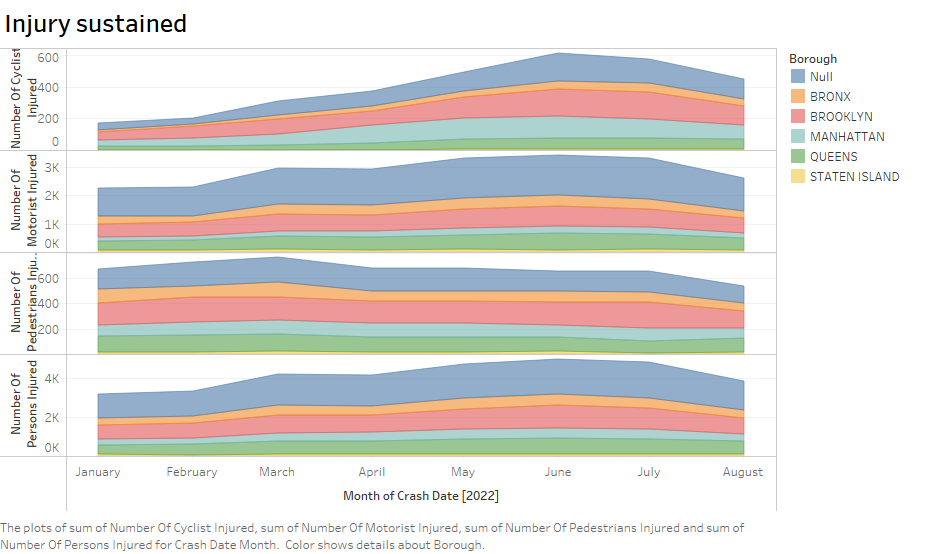 Injury sustained
Number Of Cyclist
Injured
600
400
200
0
Number Of
Motorist Injured
3K
2K
1K
0K
Number Of
Pedestrians Inju..
600
400
200
Number Of
Persons Injured
4K
2K
0K
January February March April May June July August
Month of Crash Date [2022]
Borough
Null
BRONX
BROOKLYN
MANHATTAN
QUEENS
STATEN ISLAND
The plots of sum of Number Of Cyclist Injured, sum of Number Of Motorist Injured, sum of Number Of Pedestrians Injured and sum of
Number Of Persons Injured for Crash Date Month. Color shows details about Borough.